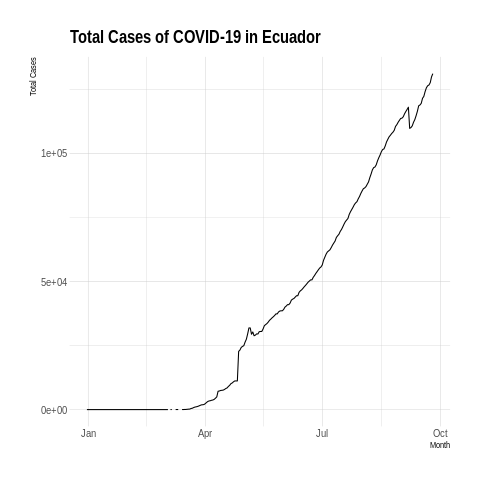 Total Cases of COVID-19 in Ecuador
Total Cases
1e+05
5e+04
0e+00
Jan Apr Jul Oct
Month